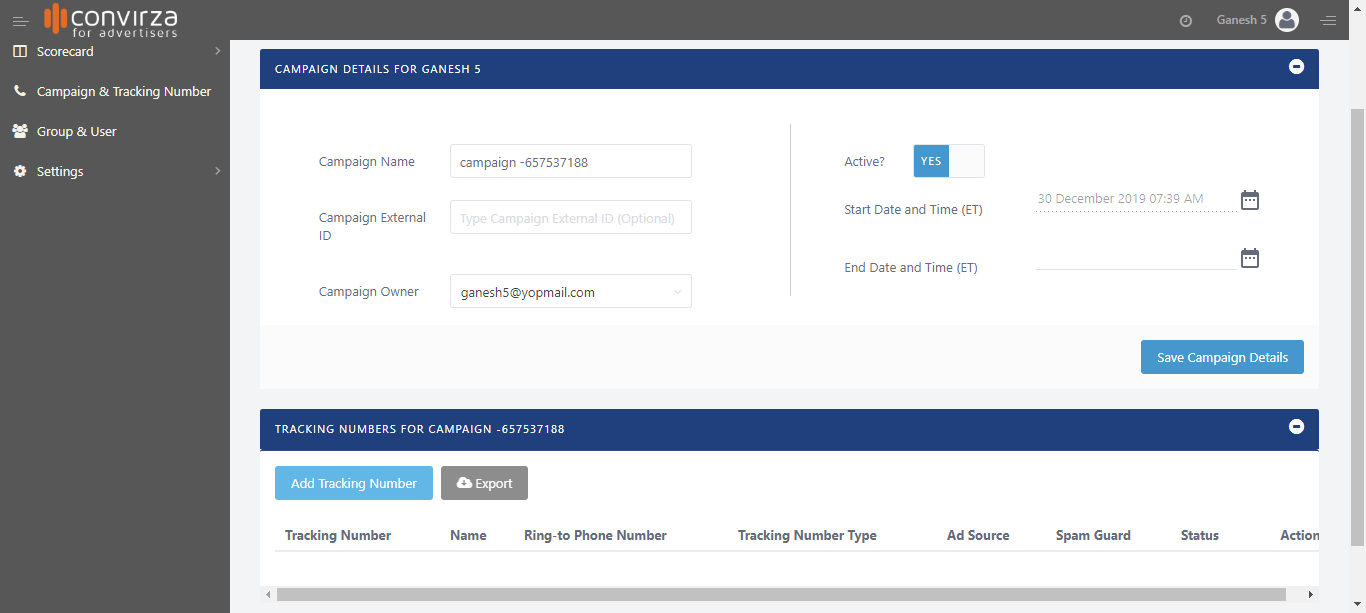 convirza
for advertisers
Ganesh 5
Scorecard
Campaign & Tracking Number
Group & User
Settings
CAMPAIGN DETAILS FOR GANESH 5
Campaign Name
campaign -657537188
Campaign External
ID
Type Campaign External ID (Optional)
Campaign Owner
ganesh5@yopmail.com
Active?
YES
Start Date and Time (ET)
30 December 2019 07:39 AM
End Date and Time (ET)
Save Campaign Details
TRACKING NUMBERS FOR CAMPAIGN -657537188
Add Tracking Number
Export
Tracking Number Name Ring-to Phone Number Tracking Number Type Ad Source Spam Guard Status Action